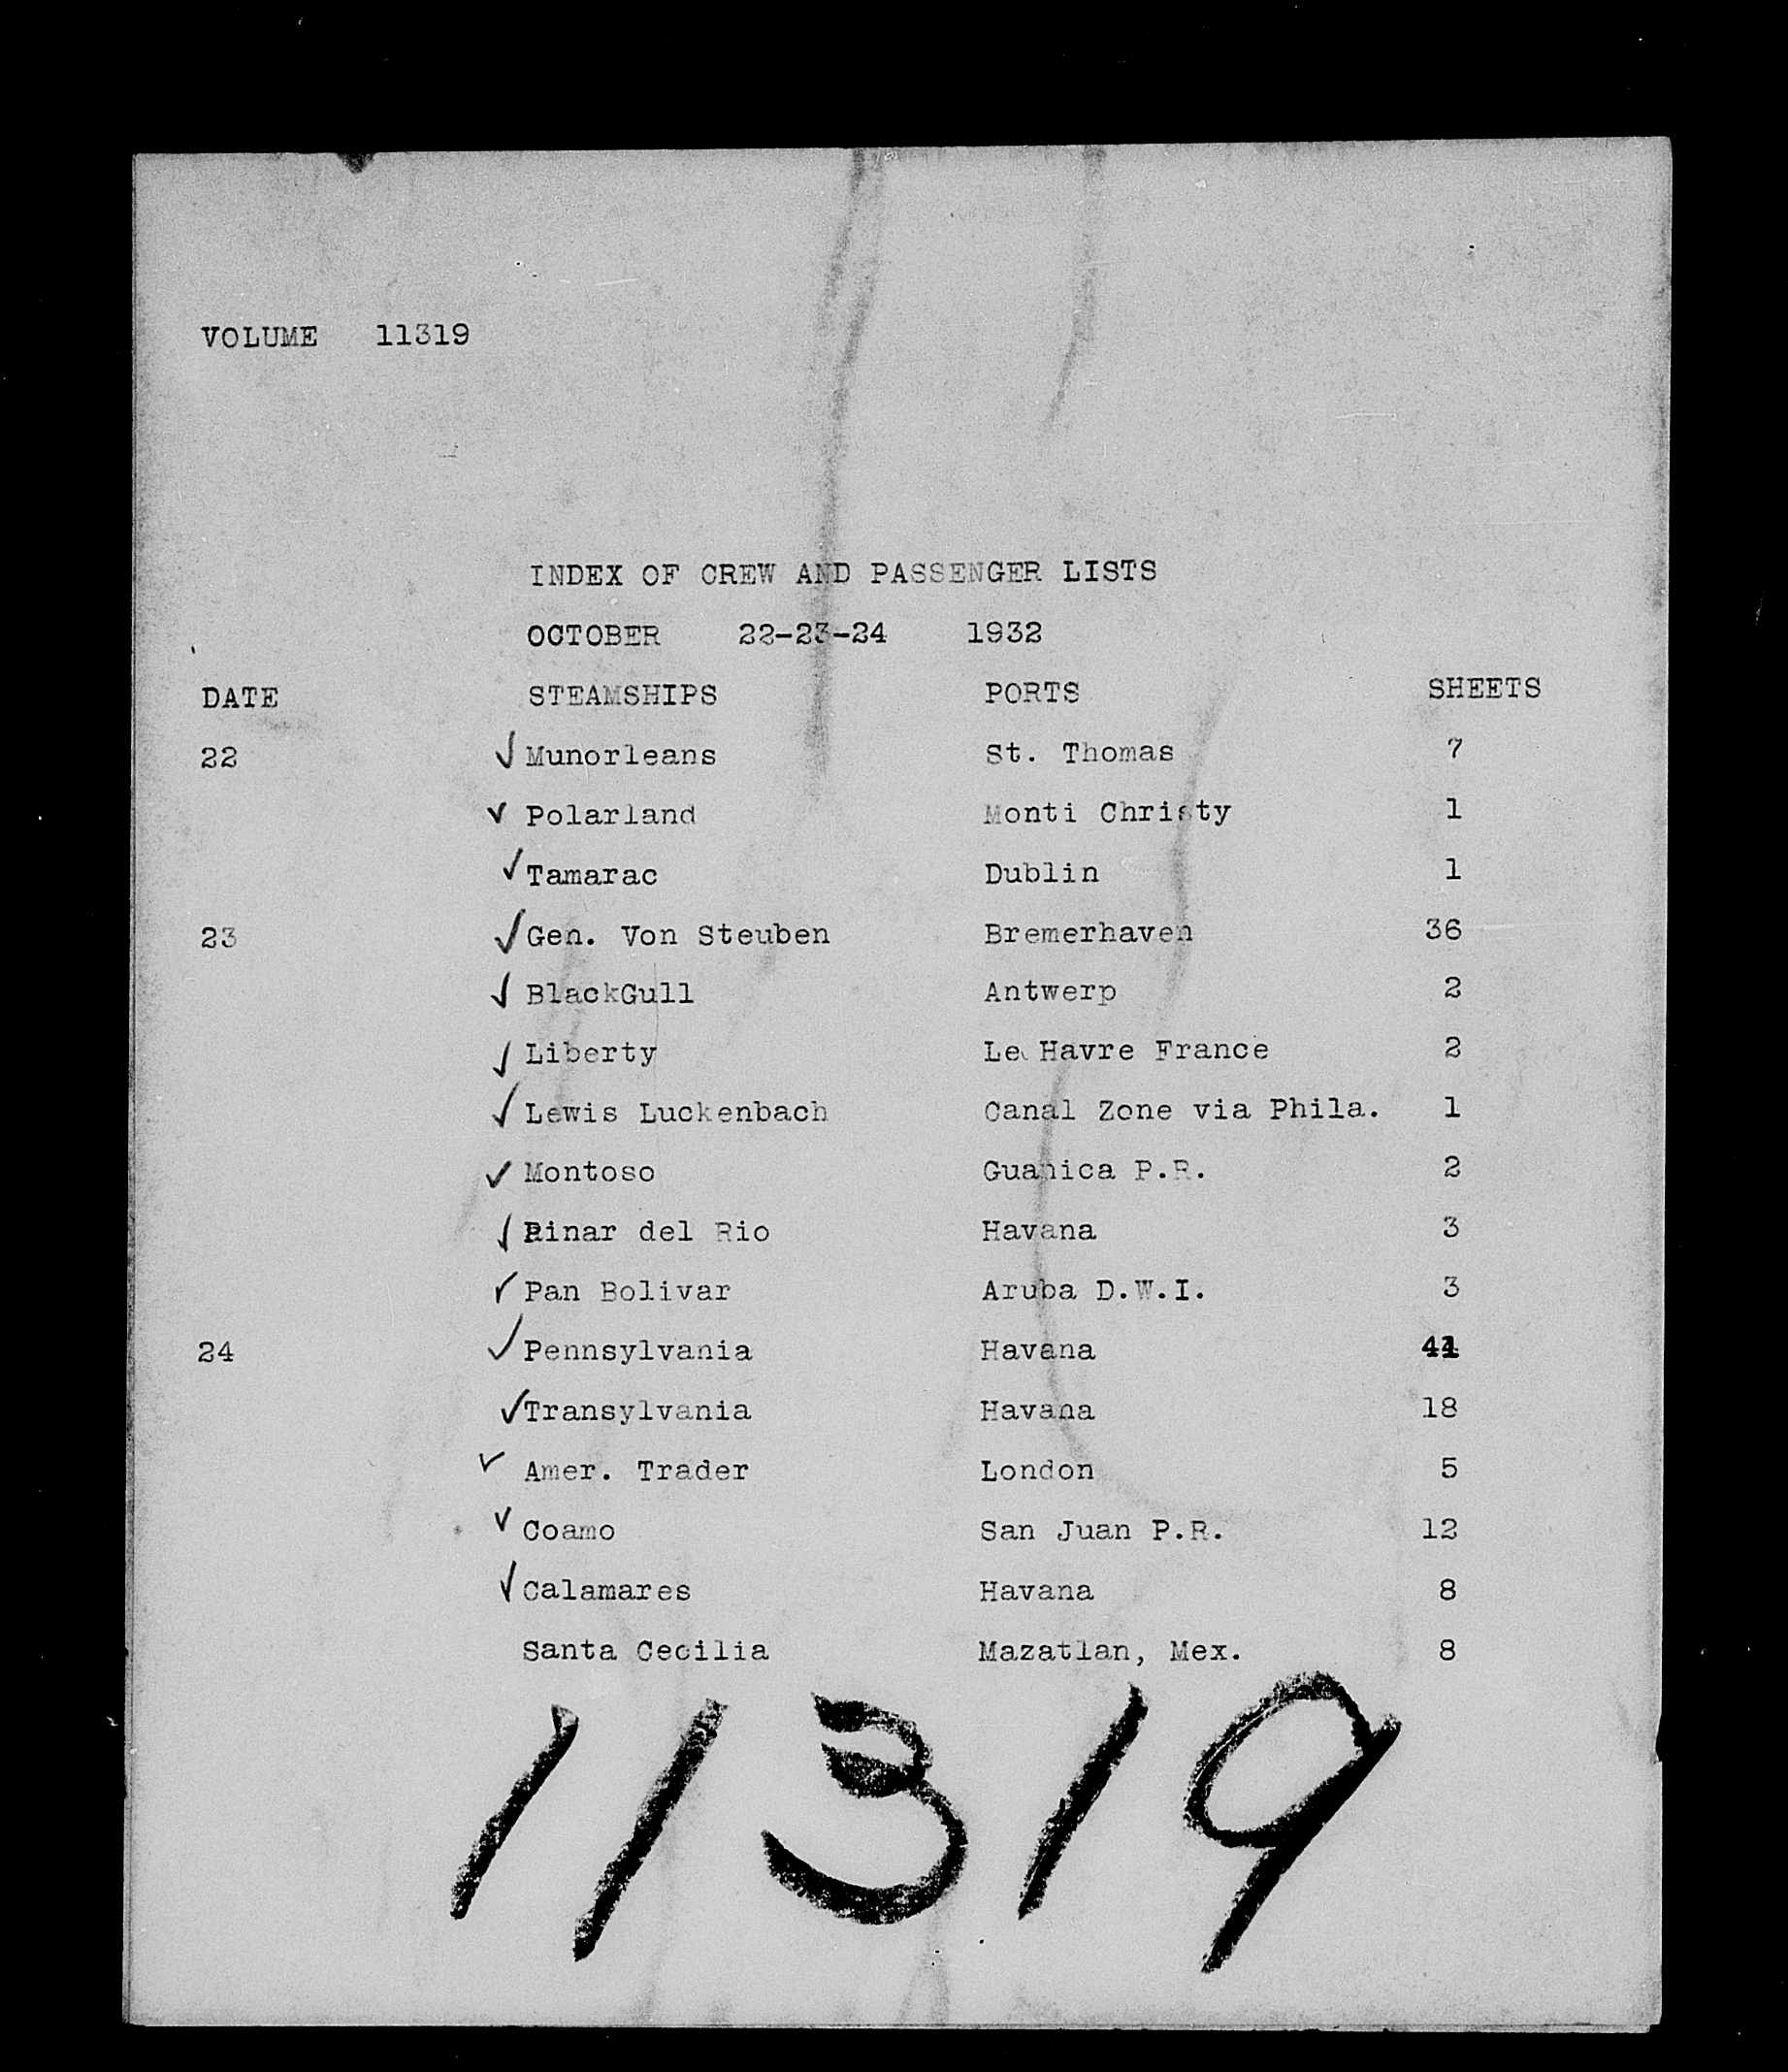 VOLUME 11319
INDEX OF CREW AND PASSENGER LISTS
OCTOBER 22-23-24 1932
DATE STEAMSHIPS PORTS SHEETS
22 ✓ Munorleans St. Thomas 7
✓ Polarland Monti Christy 1
✓ Tamarac Dublin 1
23 ✓ Gen. Von Steuben Bremerhaven 36
✓ BlackGull Antwerp 2
✓ Liberty Le Havre France 2
✓ Lewis Luckenbach Canal Zone via Phila. 1
✓ Montoso Guanica P.R. 2
✓ Pinar del Rio Havana 3
✓ Pan Bolivar Aruba D.W.I. 3
24 ✓ Pennsylvania Havana
✓ Transylvania Havana 18
✓ Amer. Trader London 5
✓ Coamo San Juan P.R. 12
✓ Calamares Havana 8
Santa Cecilia Mazatlan, Mex. 8
11319